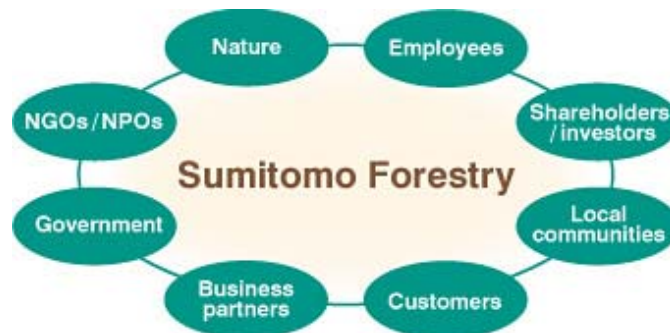 Nature
Employees
NGOs/NPOs
Shareholders
/investors
Sumitomo Forestry
Government
Local
communities
Business
partners
Customers